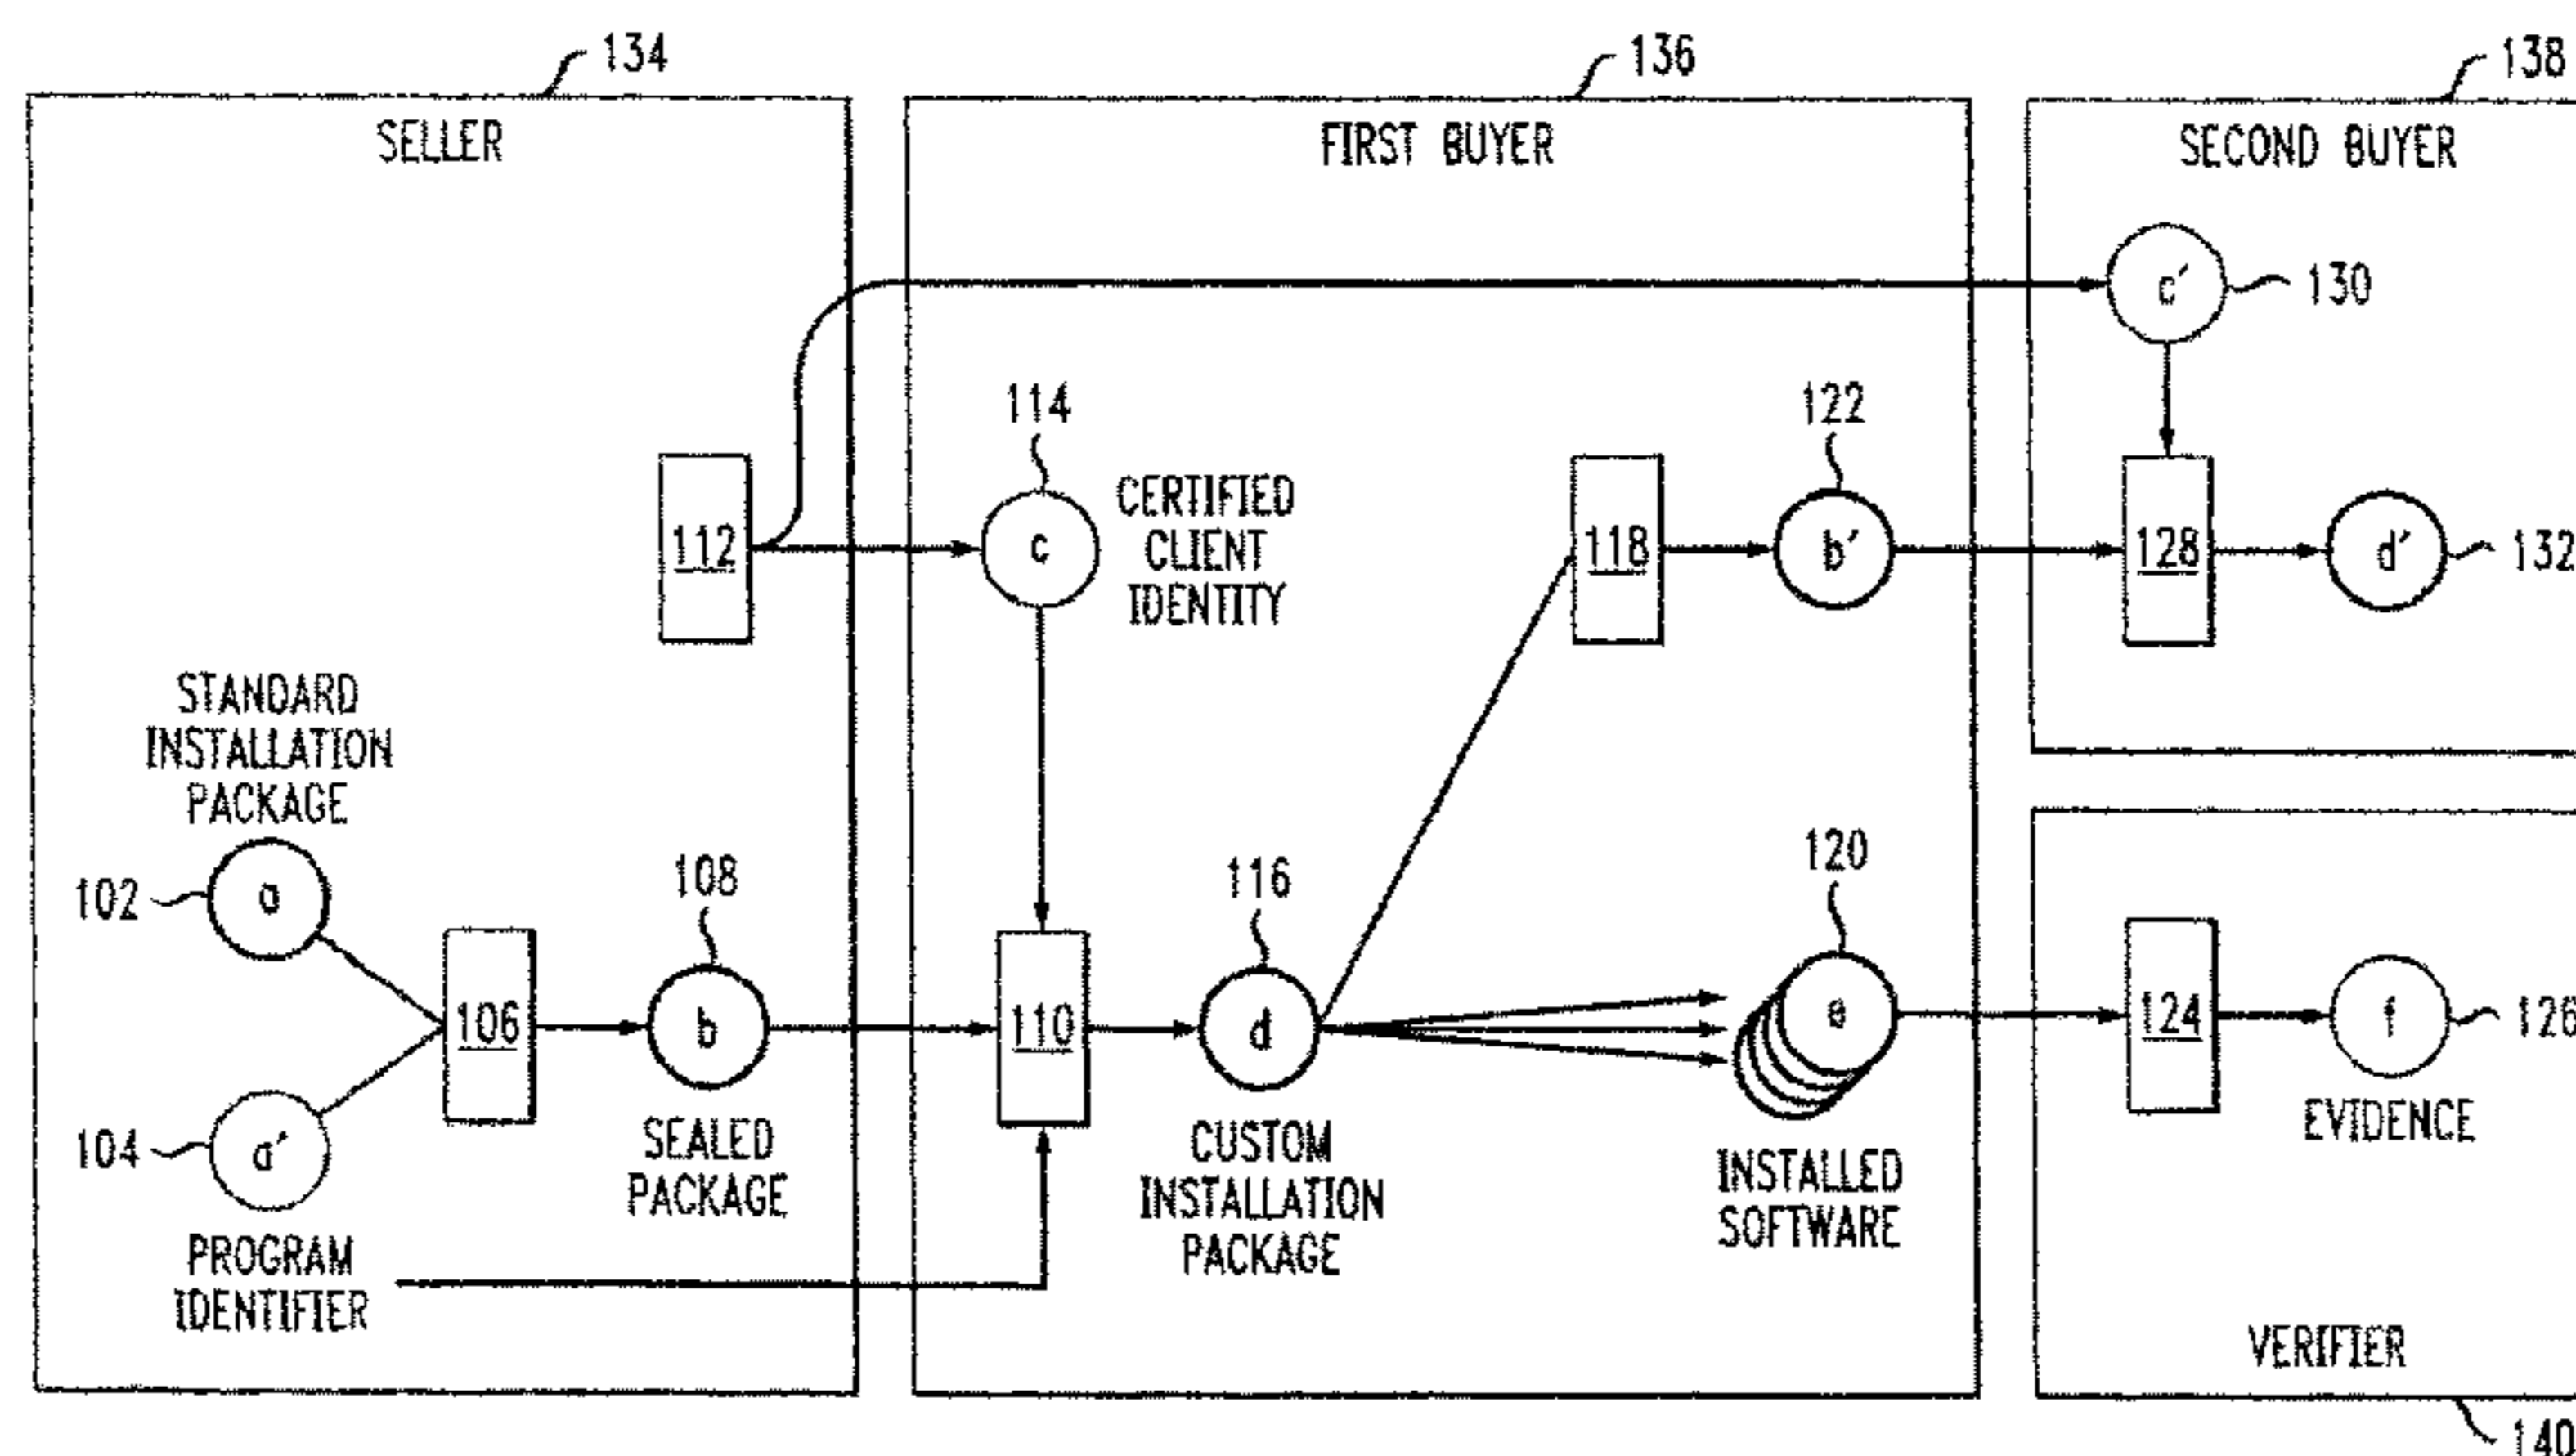 134
136
138
SELLER
FIRST BUYER
SECOND BUYER
c´
130
114
122
CERTIFIED
CLIENT
IDENTITY
112
c
118
b´
128
d´
132
STANDARD
INSTALLATION
PACKAGE
102
a
108
116
120
106
b
110
d
e
124
f
126
104
a´
SEALED
PACKAGE
CUSTOM
INSTALLATION
PACKAGE
INSTALLED
SOFTWARE
EVIDENCE
PROGRAM
IDENTIFIER
VERIFIER
140